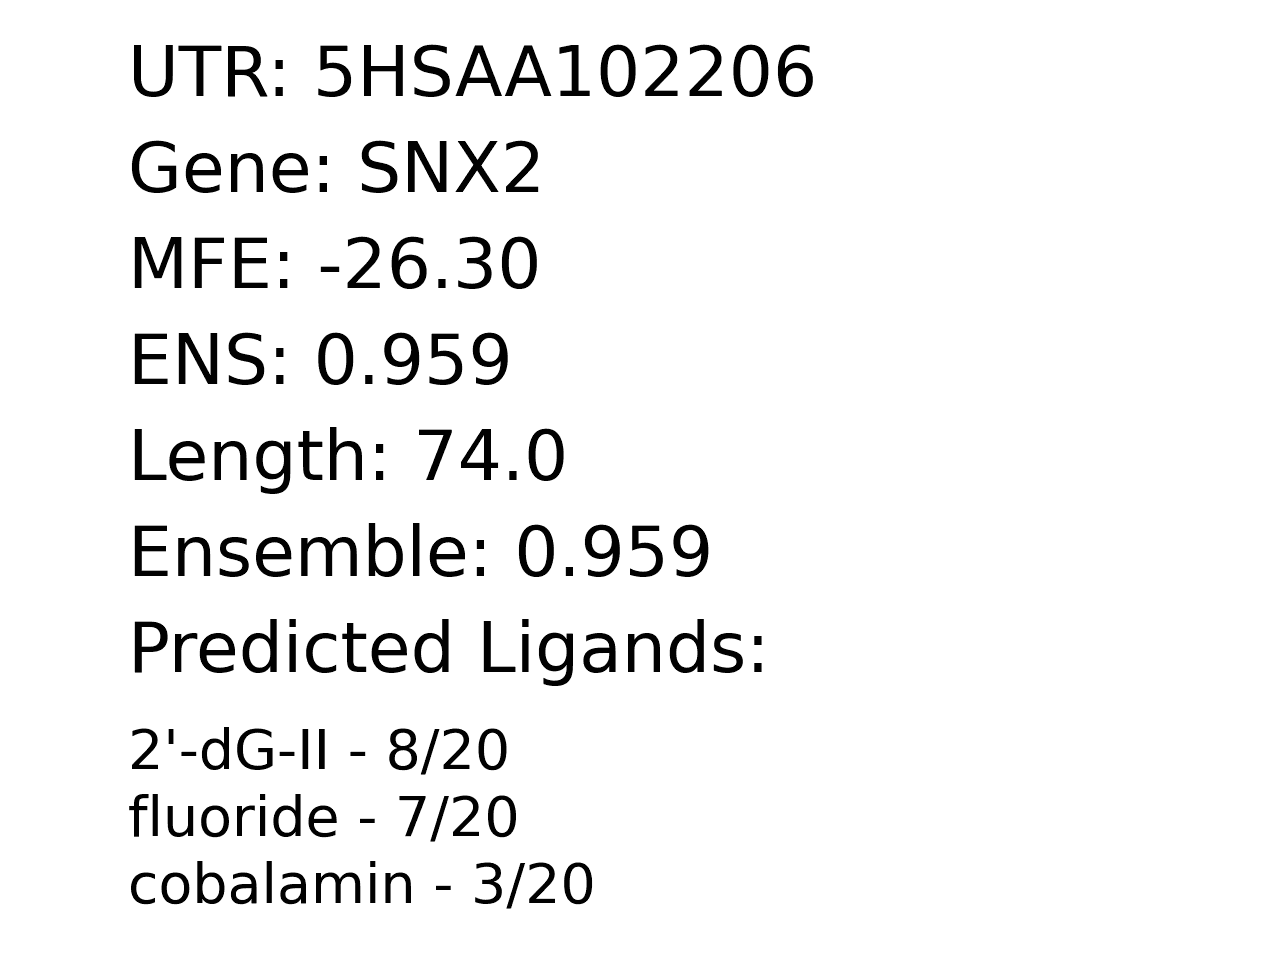 UTR: 5HSAA102206
Gene: SNX2
MFE: -26.30
ENS: 0.959
Length: 74.0
Ensemble: 0.959
Predicted Ligands:
2'-dG-II - 8/20
fluoride - 7/20
cobalamin - 3/20